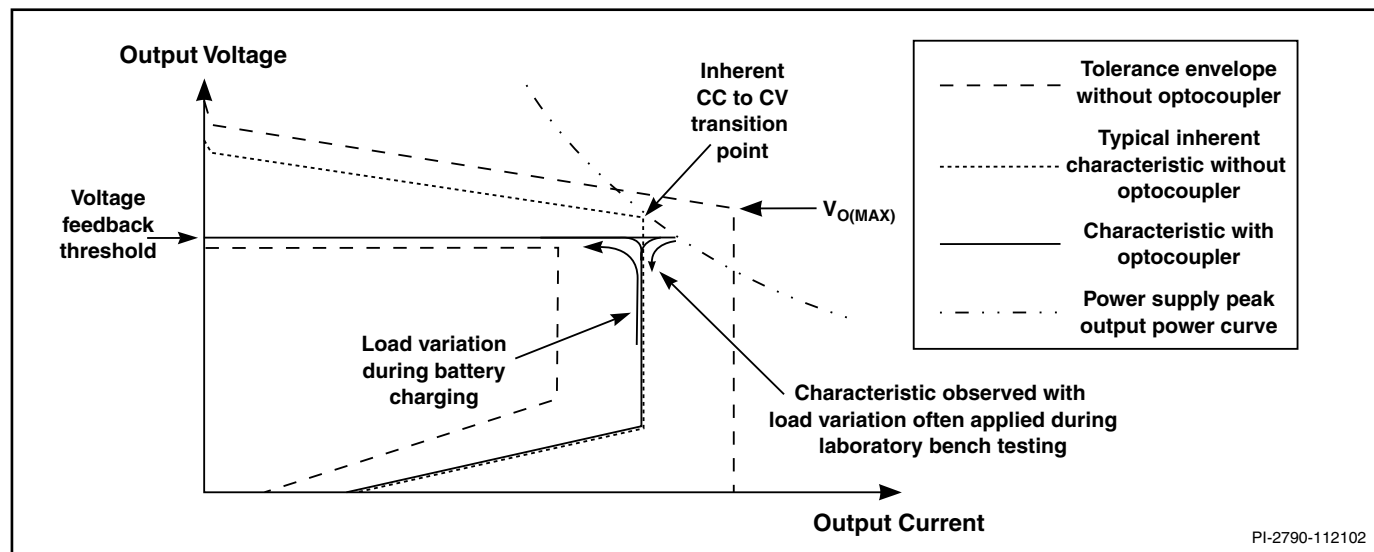 Output Voltage
Inherent
CC to CV
transition
point
Tolerance envelope
without optocoupler
Typical inherent
characteristic without
optocoupler
Characteristic with
optocoupler
Power supply peak
output power curve
Voltage
feedback
threshold
VO(MAX)
Load variation
during battery
charging
Characteristic observed with
load variation often applied during
laboratory bench testing
Output Current
PI-2790-112102